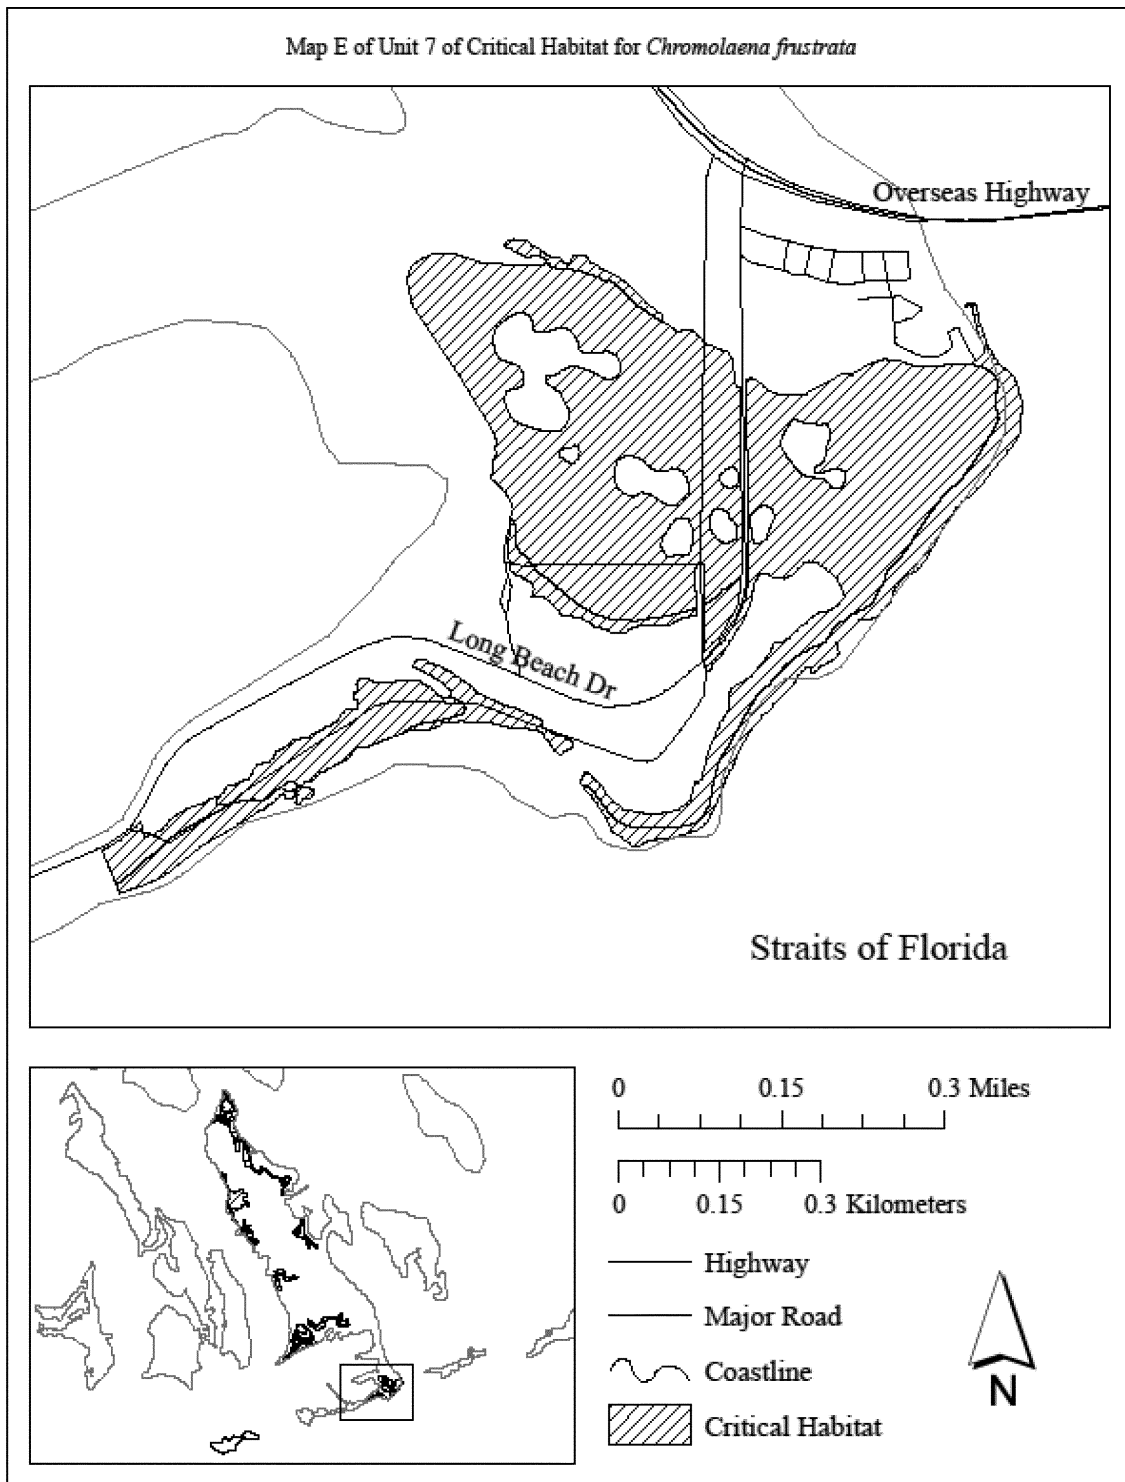 Map E of Unit 7 of Critical Habitat for Chromolaena frustrata
Overseas Highway
Long Beach Dr
Straits of Florida
0 0.15 0.3 Miles
0 0.15 0.3 Kilometers
Highway
Major Road
Coastline
Critical Habitat
N